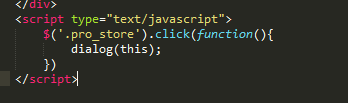 </div>
<script type="text/javascript">
$('.pro_store').click(function(){
dialog(this);
})
</script>